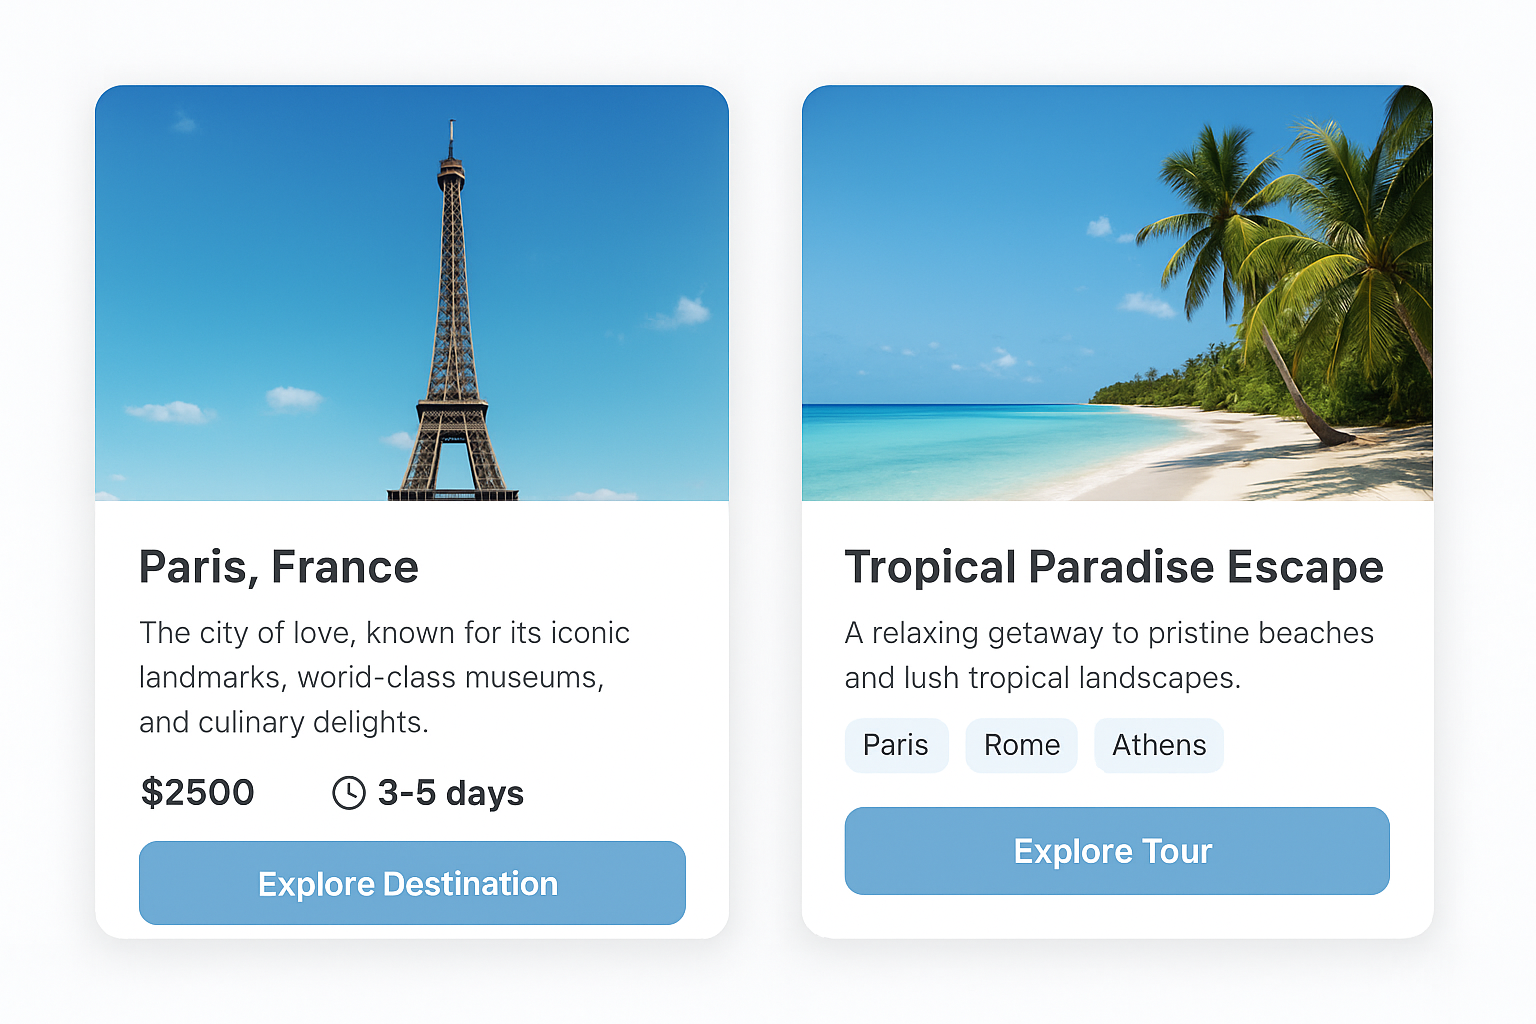 Paris, France
The city of love, known for its iconic
landmarks, worid-class museums,
and culinary delights.
$2500 3-5 days
Explore Destination
Tropical Paradise Escape
A relaxing getaway to pristine beaches
and lush tropical landscapes.
Paris Rome Athens
Explore Tour